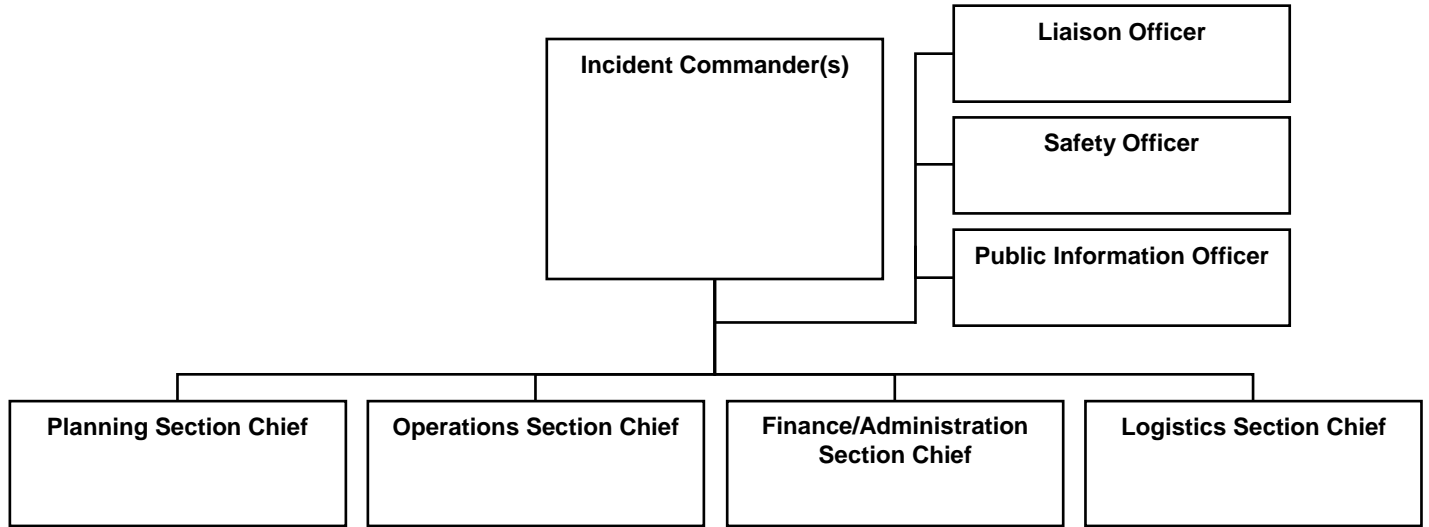 Liaison Officer
Incident Commander(s)
Safety Officer
Public Information Officer
Planning Section Chief
Operations Section Chief
Finance/Administration
Section Chief
Logistics Section Chief